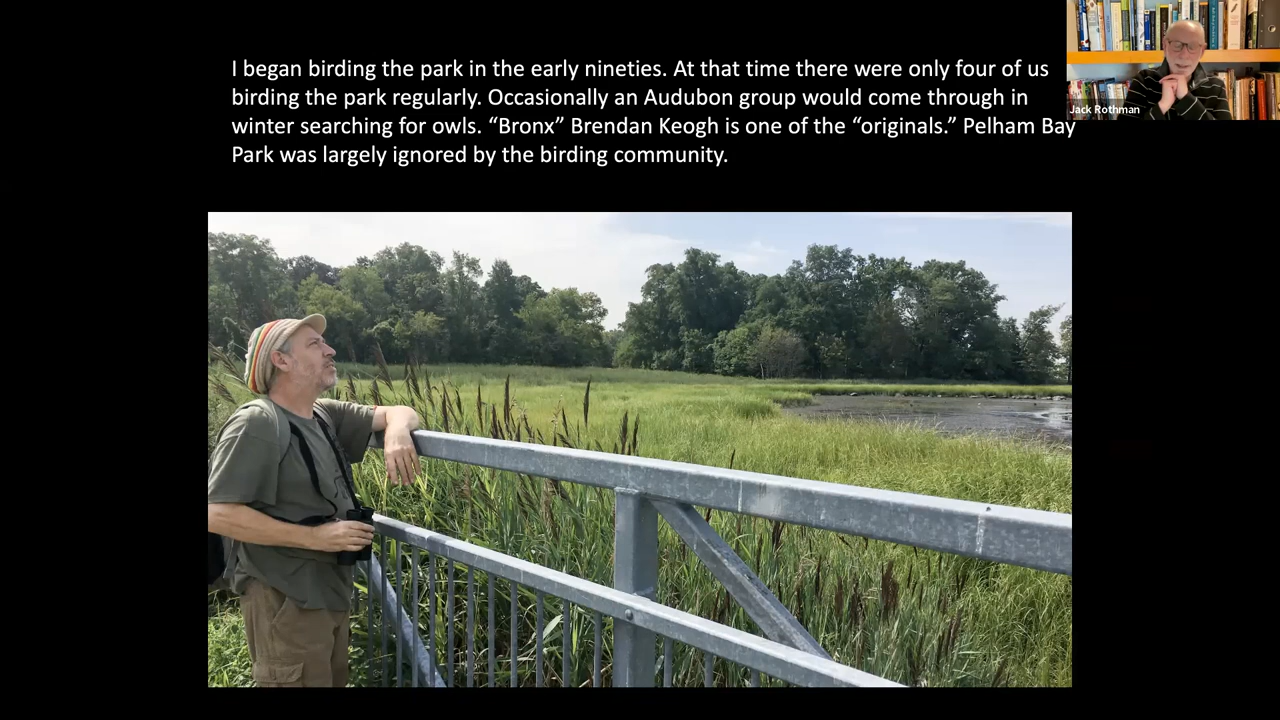 I began birding the park in the early nineties. At that time there were only four of us
birding the park regularly. Occasionally an Audubon group would come through in
winter searching for owls. “Bronx” Brendan Keogh is one of the “originals.” Pelham Bay
Park was largely ignored by the birding community.
Jack Rothman